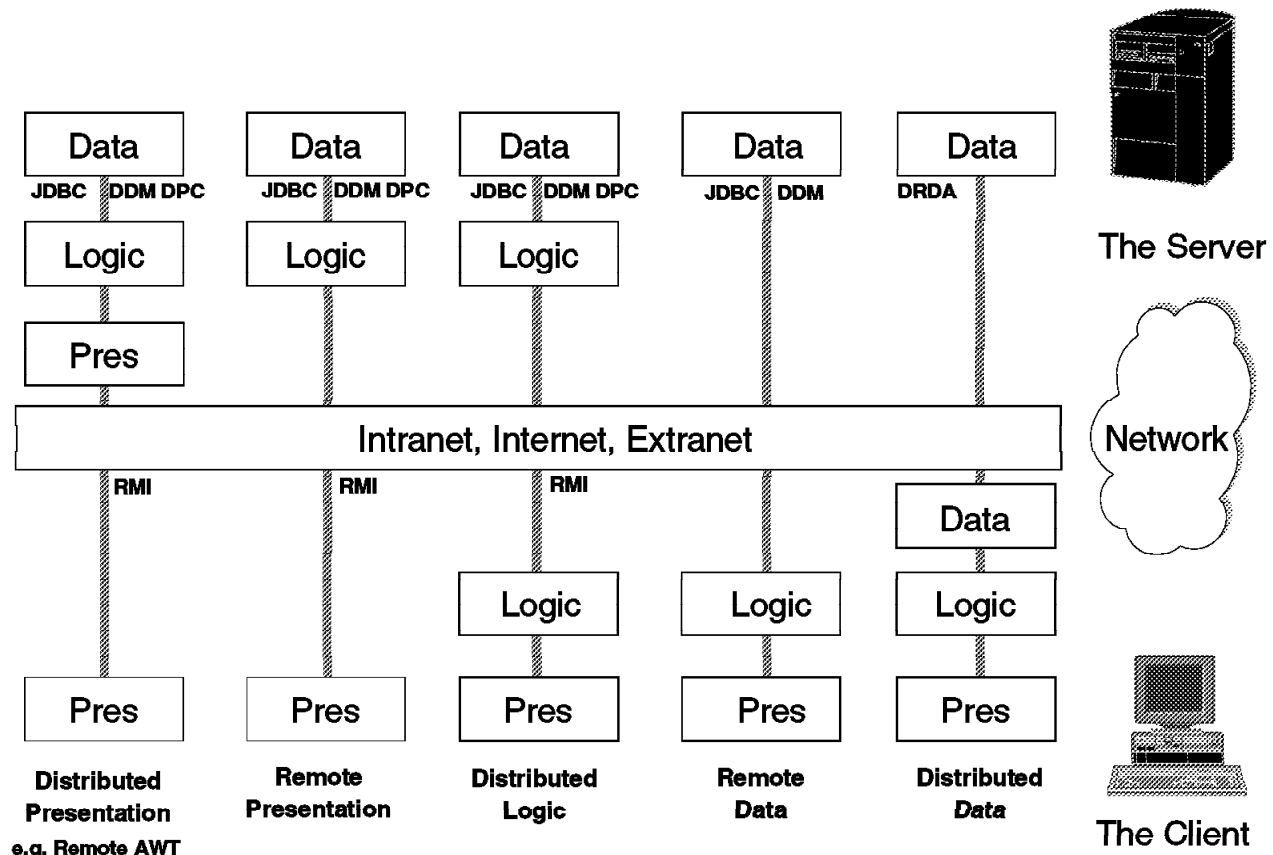 Data Data Data Data Data
JDBC DDM DPC JDBC DDM DPC JDBC DDM DPC JDBC DDM DRDA
Logic Logic Logic
The Server
Pres
Intranet, Internet, Extranet
Network
RMI RMI RMI
Data
Logic Logic Logic
Pres Pres Pres Pres Pres
Distributed Remote Distributed Remote Distributed
Presentation Presentation Logic Data Data
e.g. Remote AWT
The Client